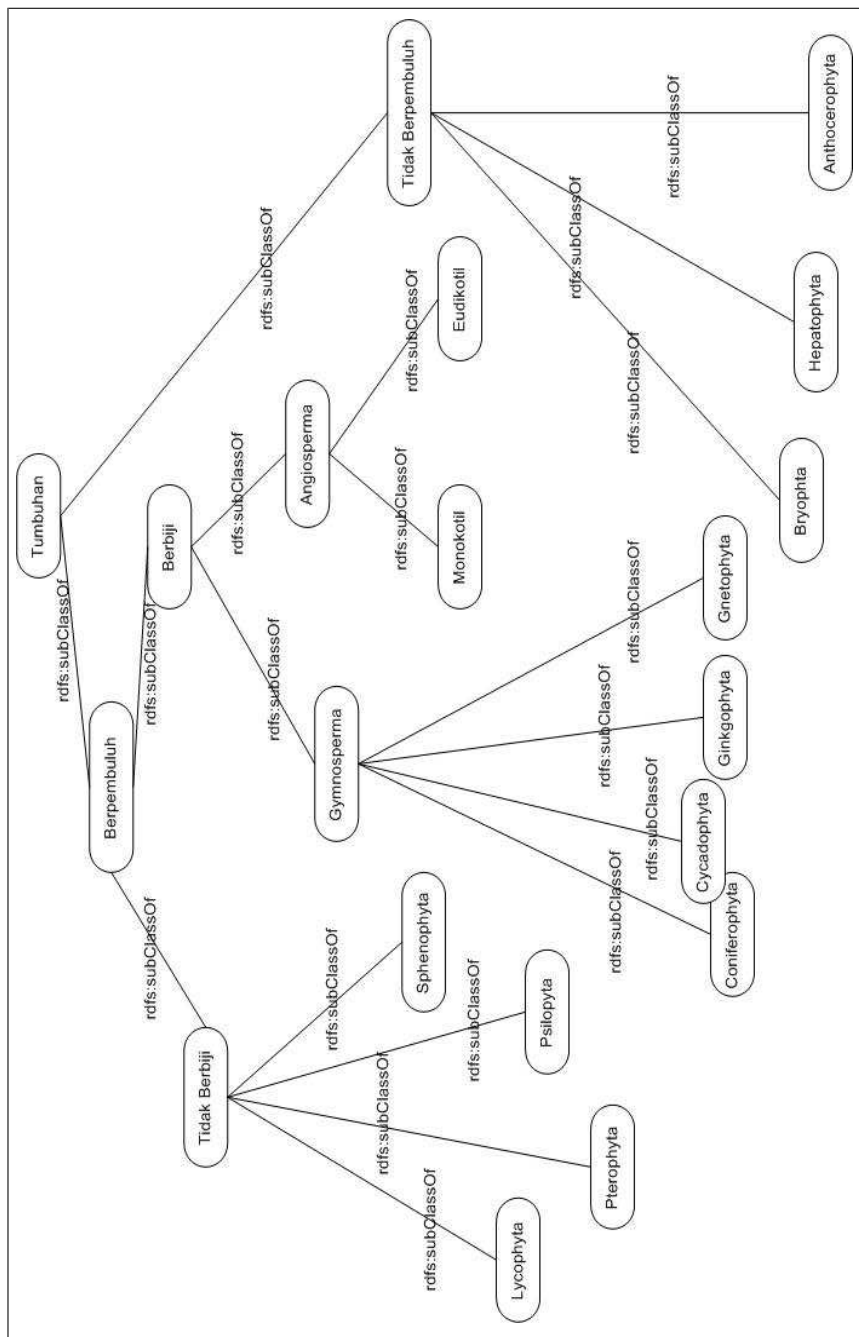 Tumbuhan
rdfs:subClassOf
rdfs:subClassOf
Berpembuluh
Tidak Berpembuluh
rdfs:subClassOf
rdfs:subClassOf
Tidak Berbiji
Berbiji
rdfs:subClassOf
rdfs:subClassOf
Gymnosperma
Angiosperma
rdfs:subClassOf
rdfs:subClassOf
rdfs:subClassOf
rdfs:subClassOf
Lycophyta
Pterophyta
Psilopyta
Sphenophyta
rdfs:subClassOf
rdfs:subClassOf
rdfs:subClassOf
rdfs:subClassOf
Coniferophyta
Cycadophyta
Ginkgophyta
Gnetophyta
rdfs:subClassOf
rdfs:subClassOf
Monokotil
Eudikotil
rdfs:subClassOf
rdfs:subClassOf
rdfs:subClassOf
Bryophta
Hepatophyta
Anthocerophyta